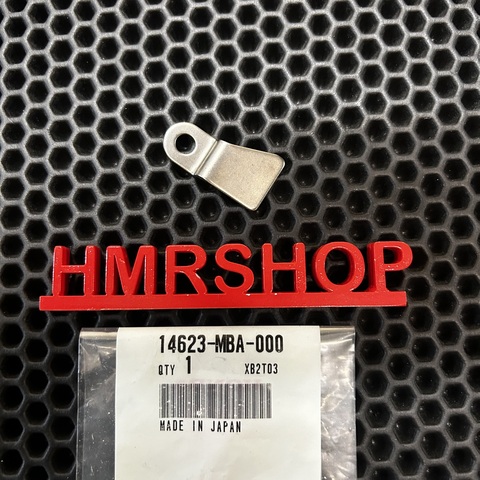 HMRSHOP
14623-MBA-000
QTY 1 XB2T03
MADE IN JAPAN